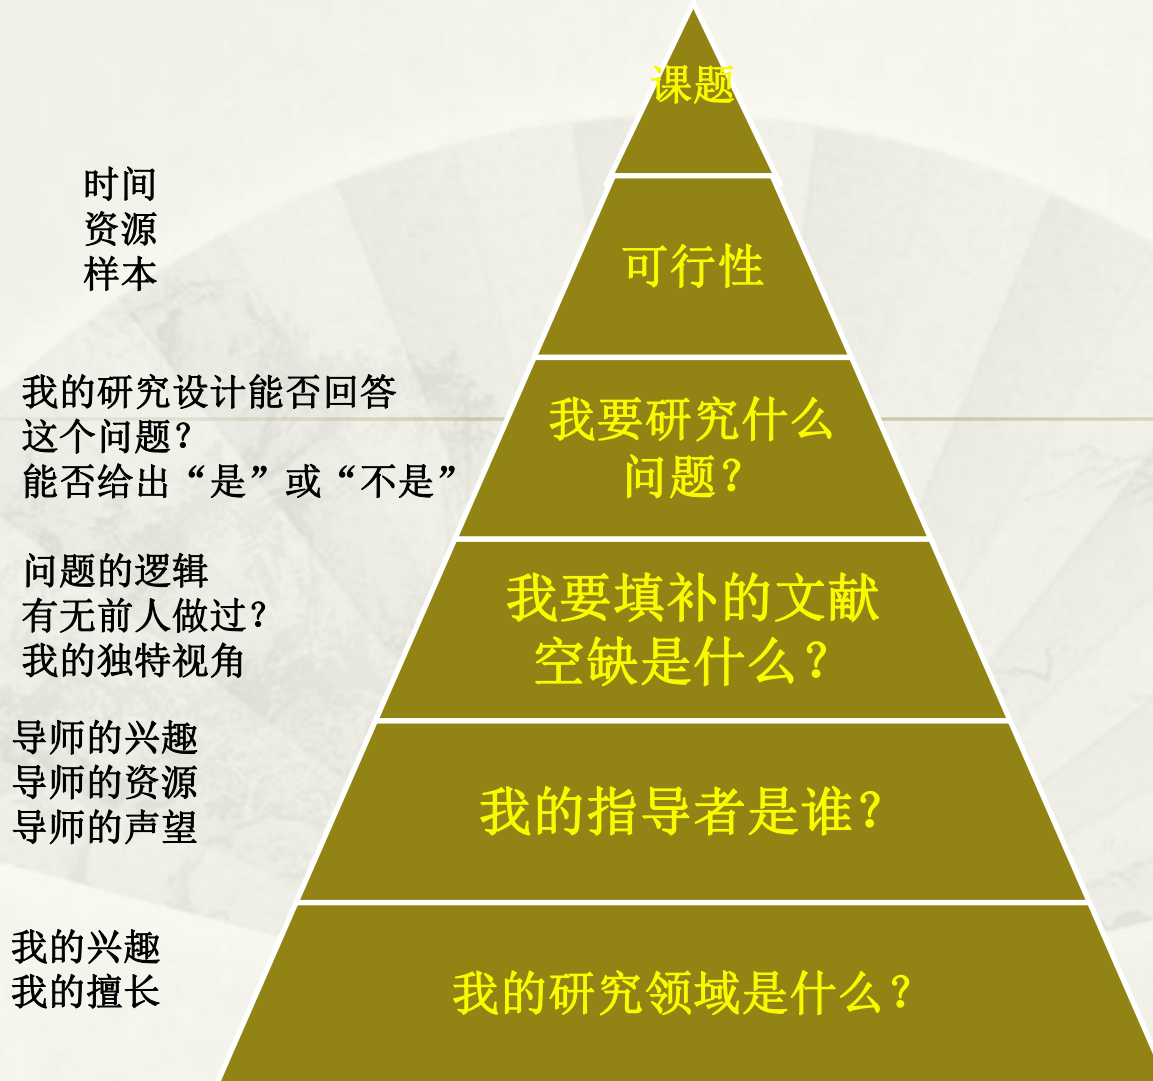 课题
时间
资源
样本
可行性
我的研究设计能否回答
这个问题？
能否给出“是”或“不是”
我要研究什么
问题？
问题的逻辑
有无前人做过？
我的独特视角
我要填补的文献
空缺是什么？
导师的兴趣
导师的资源
导师的声望
我的指导者是谁？
我的兴趣
我的擅长
我的研究领域是什么？